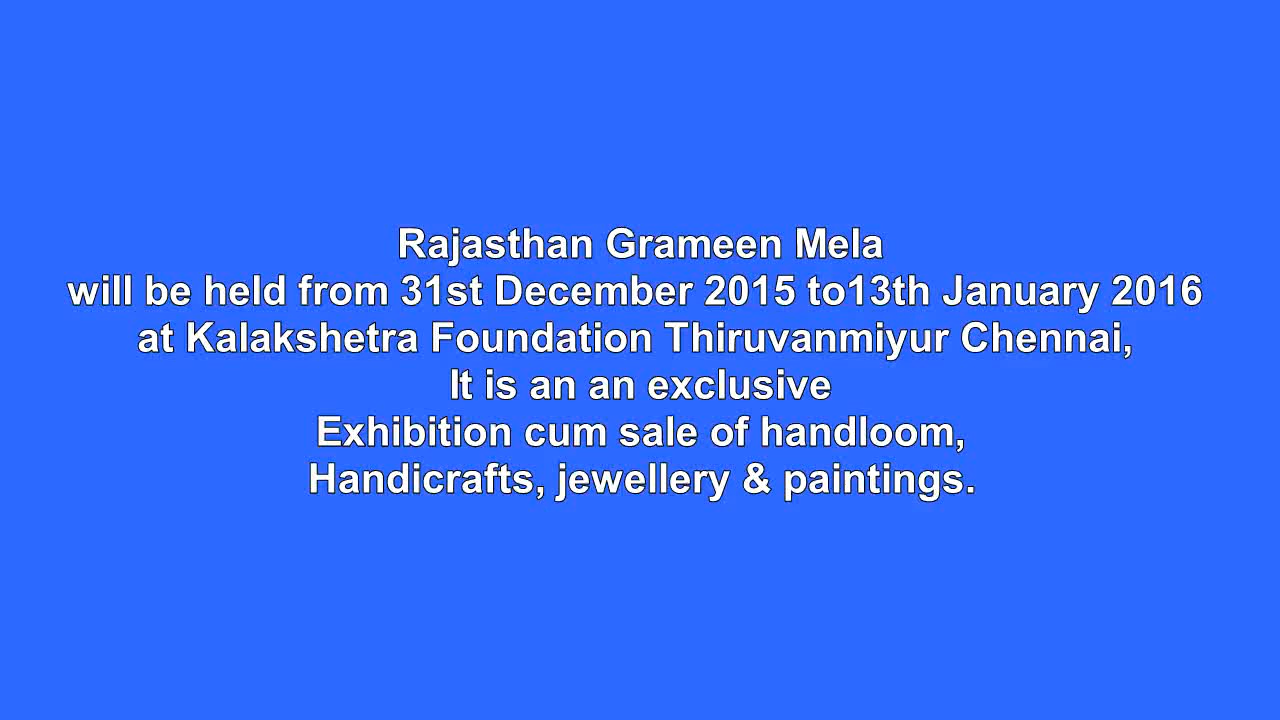 Rajasthan Grameen Mela
will be held from 31st December 2015 to13th January 2016
at Kalakshetra Foundation Thiruvanmiyur Chennai,
It is an an exclusive
Exhibition cum sale of handloom,
Handicrafts, jewellery & paintings.